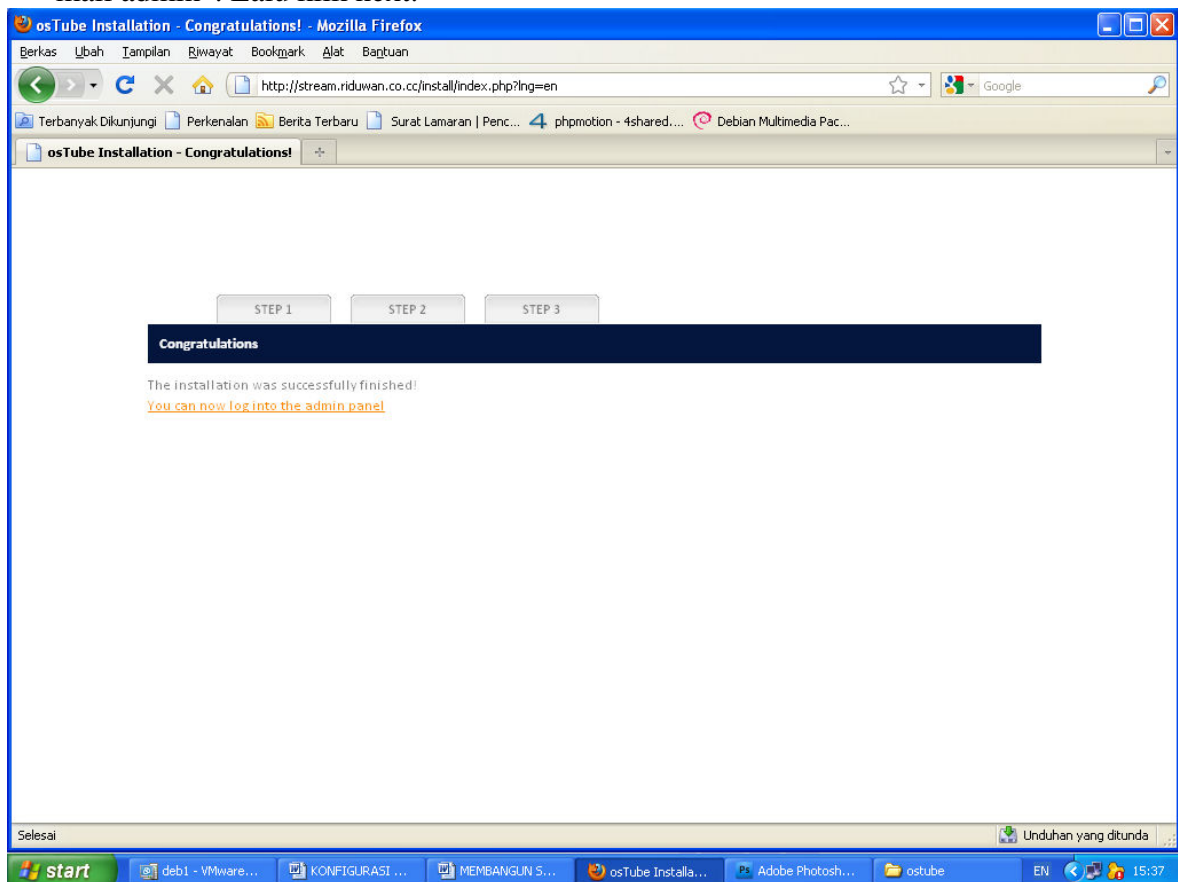 osTube Installation - Congratulations! - Mozilla Firefox
Berkas Ubah Tampilan Riwayat Bookmark Alat Bantuan
http://stream.riduwan.co.cc/install/index.php?lng=en Google
Terbanyak Dikunjungi Perkenalan Berita Terbaru Surat Lamaran | Penc... phpmotion - 4shared.... Debian Multimedia Pac...
osTube Installation - Congratulations!
STEP 1 STEP 2 STEP 3
Congratulations
The installation was successfully finished!
You can now log into the admin panel
Selesai Unduhan yang ditunda
start deb1 - VMware... KONFIGURASI ... MEMBANGUN S... osTube Installa... Adobe Photosh... ostube EN 15:37